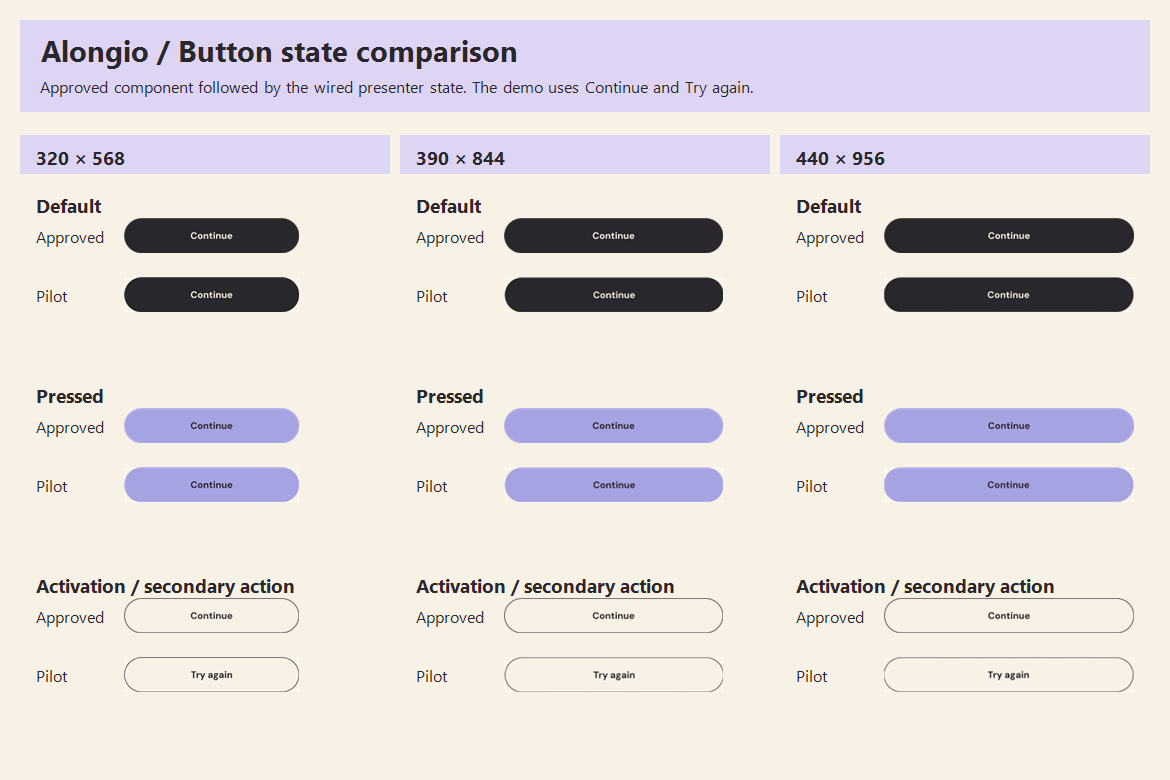 Alongio / Button state comparison
Approved component followed by the wired presenter state. The demo uses Continue and Try again.
320 × 568
Default
Approved
Continue
Pilot
Continue
Pressed
Approved
Continue
Pilot
Continue
Activation / secondary action
Approved
Continue
Pilot
Try again
390 × 844
Default
Approved
Continue
Pilot
Continue
Pressed
Approved
Continue
Pilot
Continue
Activation / secondary action
Approved
Continue
Pilot
Try again
440 × 956
Default
Approved
Continue
Pilot
Continue
Pressed
Approved
Continue
Pilot
Continue
Activation / secondary action
Approved
Continue
Pilot
Try again